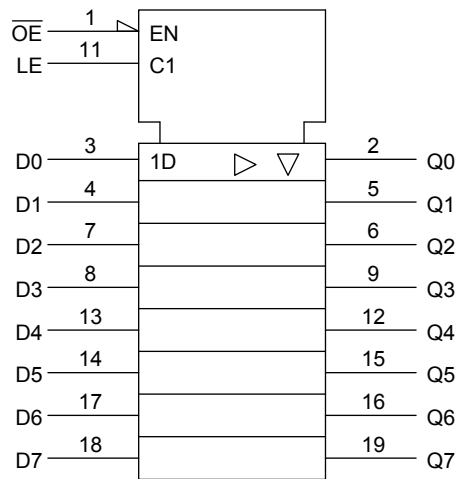 OE 1 EN
LE 11 C1
D0 3 1D 2 Q0
D1 4 5 Q1
D2 7 6 Q2
D3 8 9 Q3
D4 13 12 Q4
D5 14 15 Q5
D6 17 16 Q6
D7 18 19 Q7